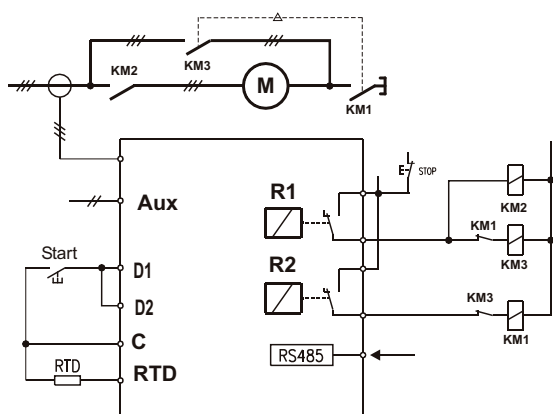 KM2
KM3
M
KM1
Aux
R1
STOP
KM2
KM1
KM3
Start
D1
R2
D2
KM3
KM1
C
RS485
RTD
RTD